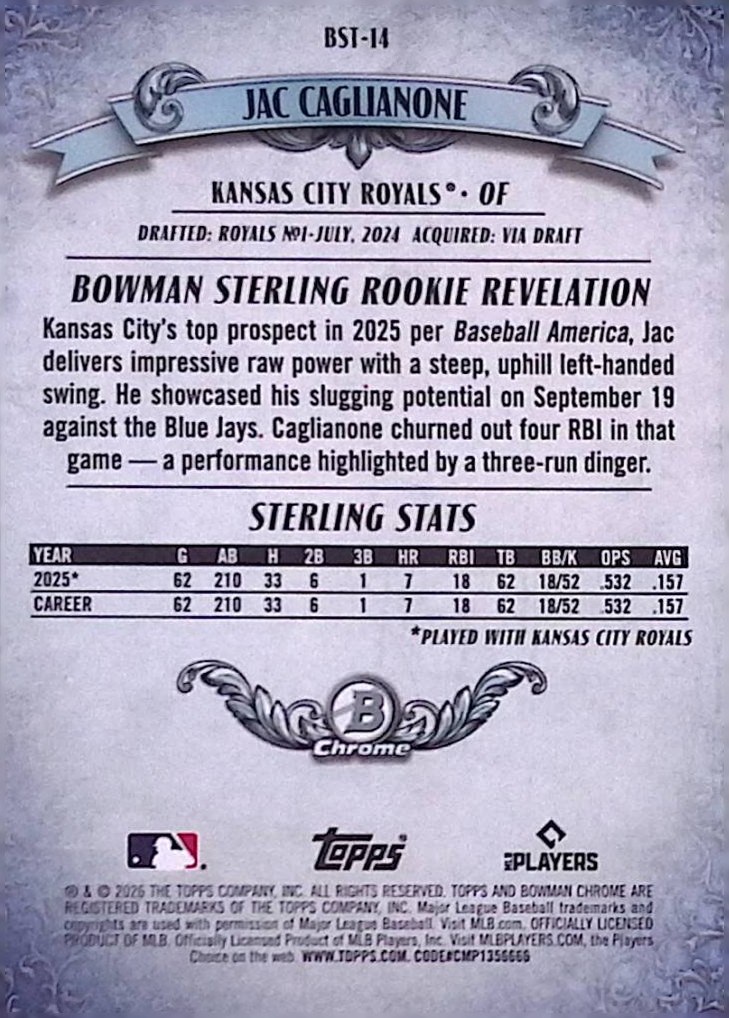 BST-14
JAC CAGLIANONE
KANSAS CITY ROYALS®• OF
DRAFTED: ROYALS Nº1-JULY, 2024 ACQUIRED: VIA DRAFT
BOWMAN STERLING ROOKIE REVELATION
Kansas City's top prospect in 2025 per Baseball America, Jac
delivers impressive raw power with a steep, uphill left-handed
swing. He showcased his slugging potential on September 19
against the Blue Jays. Caglianone churned out four RBI in that
game — a performance highlighted by a three-run dinger.
STERLING STATS
YEAR G AB H 2B 3B HR RBI TB BB/K OPS AVG
2025* 62 210 33 6 1 7 18 62 18/52 .532 .157
CAREER 62 210 33 6 1 7 18 62 18/52 .532 .157
*PLAYED WITH KANSAS CITY ROYALS
B
Chrome
Topps®
MLB PLAYERS
® & © 2026 THE TOPPS COMPANY, INC. ALL RIGHTS RESERVED. TOPPS AND BOWMAN CHROME ARE
REGISTERED TRADEMARKS OF THE TOPPS COMPANY, INC. Major League Baseball trademarks and
copyrights are used with permission of Major League Baseball. Visit MLB.com. OFFICIALLY LICENSED
PRODUCT OF MLB. Officially Licensed Product of MLB Players, Inc. Visit MLBPLAYERS.COM, the Players
Choice on the web. WWW.TOPPS.COM. CODE#CMP1356666